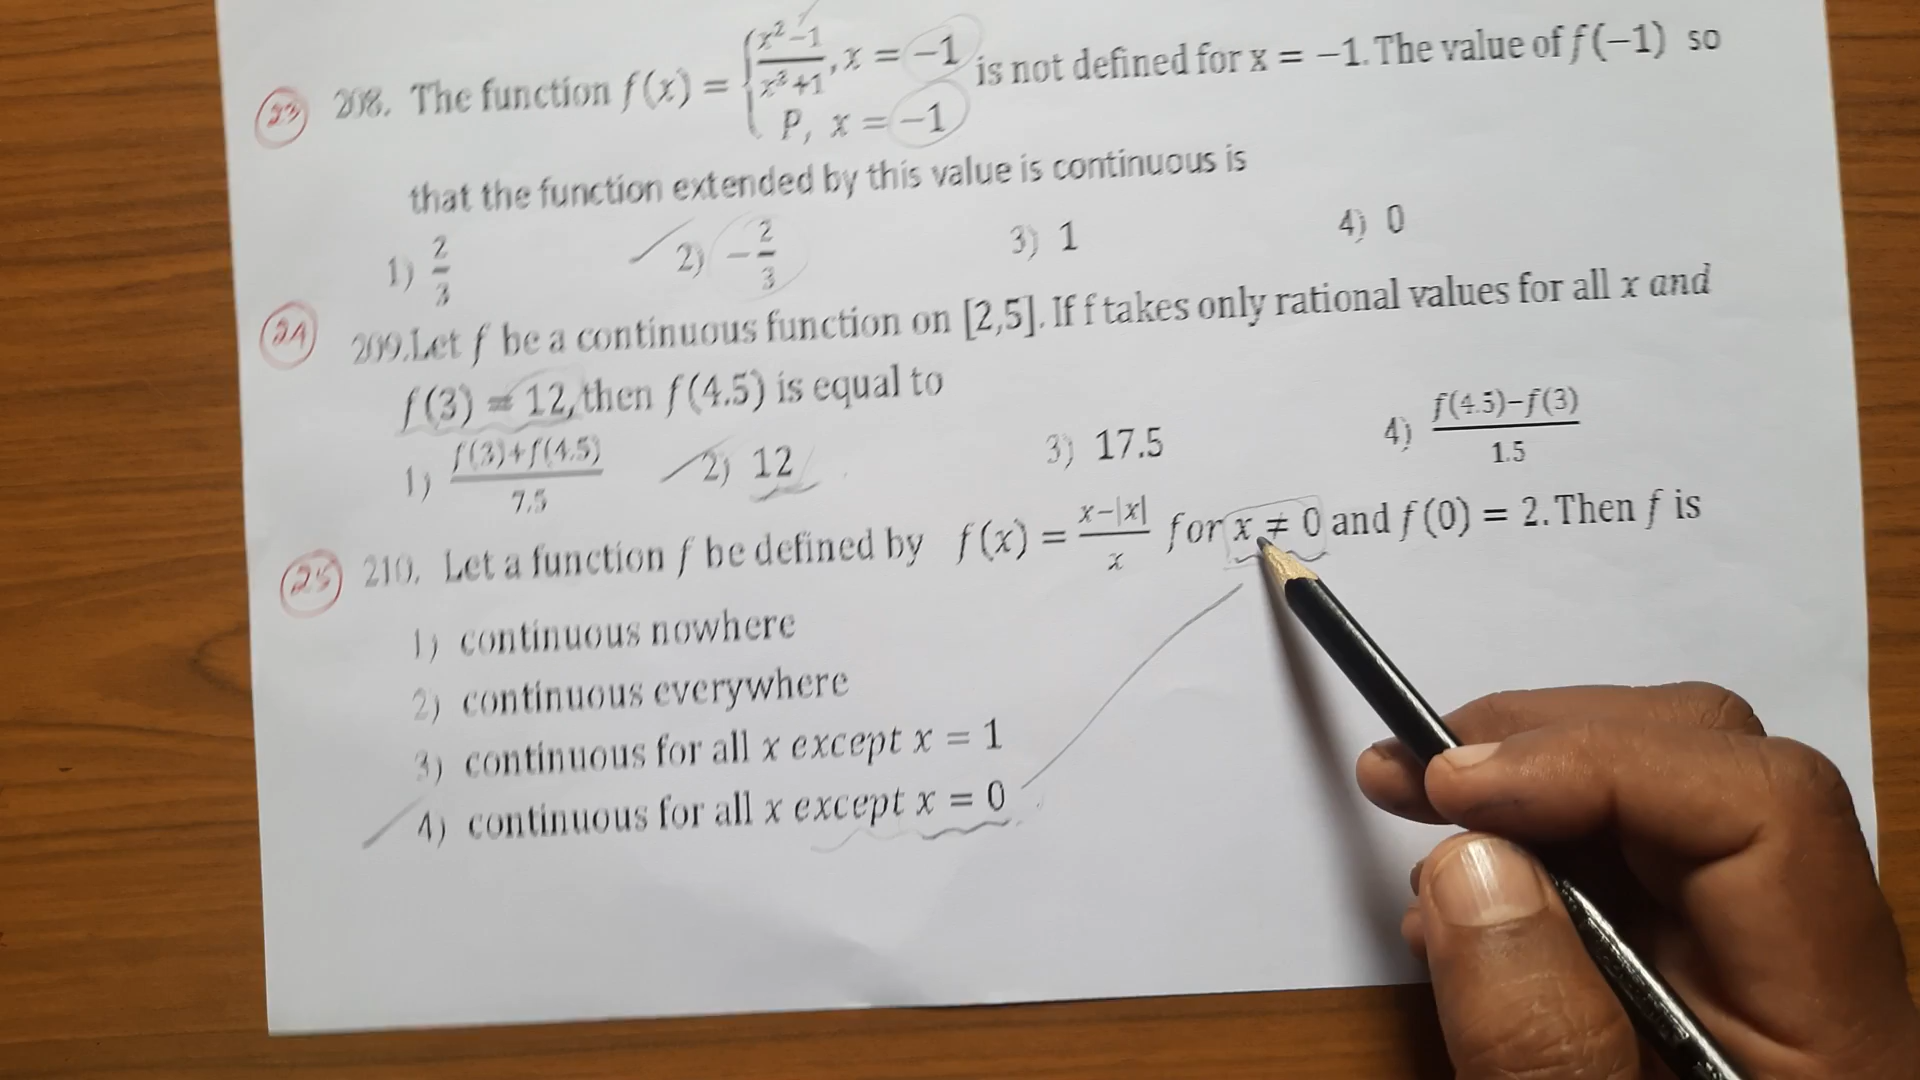 23 208. The function f(x) = { x²−1 / x³+1 , x = −1 is not defined for x = −1. The value of f(−1) so
P, x = −1
that the function extended by this value is continuous is
1) 2/3 2) −2/3 3) 1 4) 0
24 209.Let f be a continuous function on [2,5]. If f takes only rational values for all x and
f(3) = 12, then f(4.5) is equal to
1) f(3)+f(4.5) / 7.5 2) 12 3) 17.5 4) f(4.5)−f(3) / 1.5
25 210. Let a function f be defined by f(x) = x−|x| / x for x ≠ 0 and f(0) = 2. Then f is
1) continuous nowhere
2) continuous everywhere
3) continuous for all x except x = 1
4) continuous for all x except x = 0